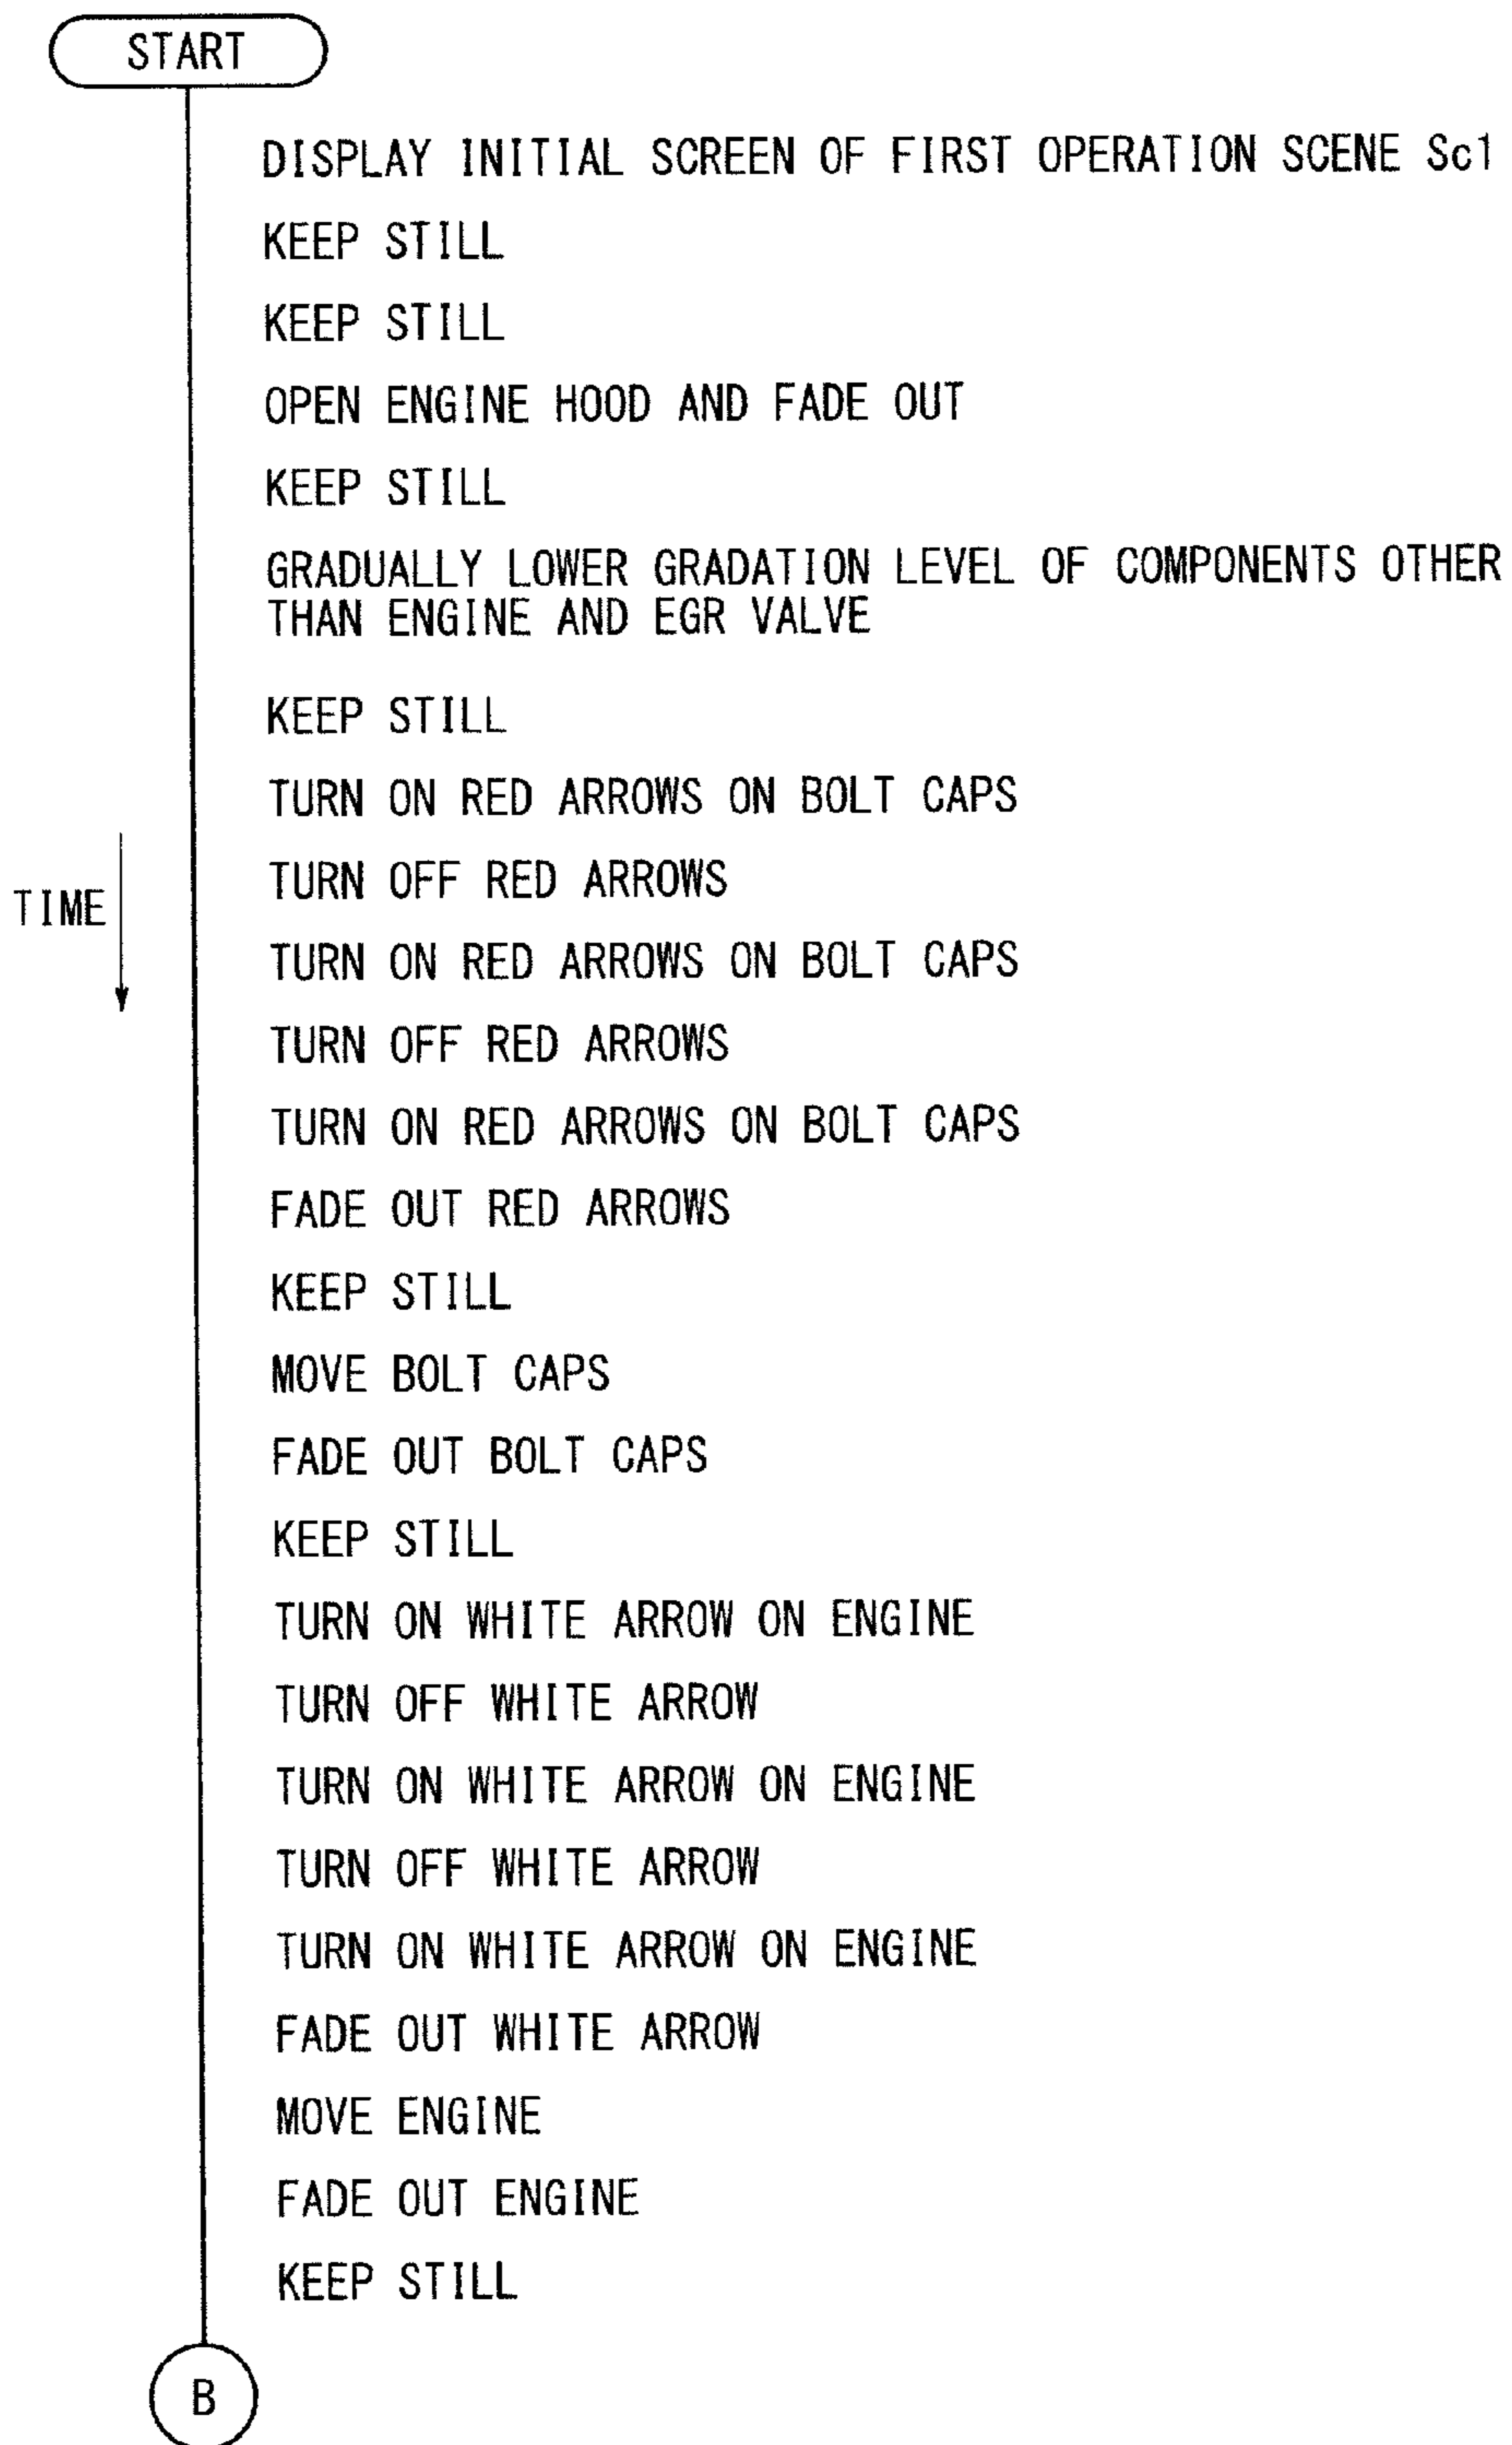 START
DISPLAY INITIAL SCREEN OF FIRST OPERATION SCENE Sc1
KEEP STILL
KEEP STILL
OPEN ENGINE HOOD AND FADE OUT
KEEP STILL
GRADUALLY LOWER GRADATION LEVEL OF COMPONENTS OTHER
THAN ENGINE AND EGR VALVE
KEEP STILL
TURN ON RED ARROWS ON BOLT CAPS
TURN OFF RED ARROWS
TIME
TURN ON RED ARROWS ON BOLT CAPS
TURN OFF RED ARROWS
TURN ON RED ARROWS ON BOLT CAPS
FADE OUT RED ARROWS
KEEP STILL
MOVE BOLT CAPS
FADE OUT BOLT CAPS
KEEP STILL
TURN ON WHITE ARROW ON ENGINE
TURN OFF WHITE ARROW
TURN ON WHITE ARROW ON ENGINE
TURN OFF WHITE ARROW
TURN ON WHITE ARROW ON ENGINE
FADE OUT WHITE ARROW
MOVE ENGINE
FADE OUT ENGINE
KEEP STILL
B